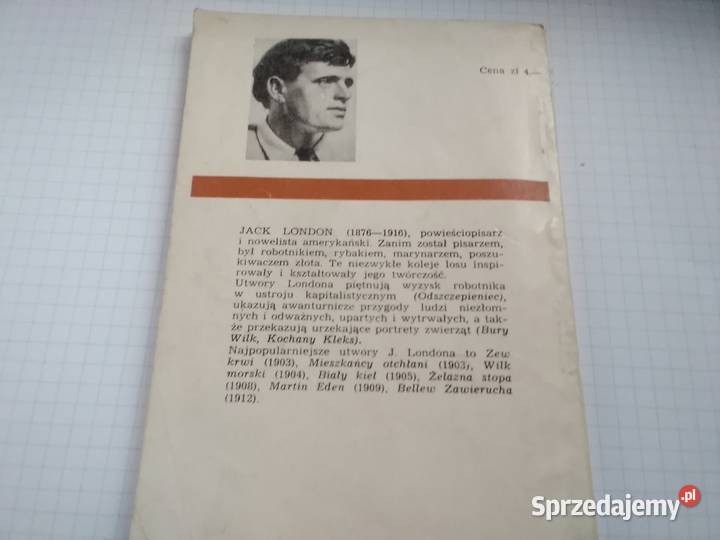 Cena zł 4.—
JACK LONDON (1876—1916), powieściopisarz
i nowelista amerykański. Zanim został pisarzem,
był robotnikiem, rybakiem, marynarzem, poszu-
kiwaczem złota. Te niezwykłe koleje losu inspi-
rowały i kształtowały jego twórczość.
Utwory Londona piętnują wyzysk robotnika
w ustroju kapitalistycznym (Odszczepieniec),
ukazują awanturnicze przygody ludzi niezłom-
nych i odważnych, upartych i wytrwałych, a tak-
że przekazują urzekające portrety zwierząt (Bury
Wilk, Kochany Kleks).
Najpopularniejsze utwory J. Londona to Zew
krwi (1903), Mieszkańcy otchłani (1903), Wilk
morski (1904), Biały kieł (1905), Żelazna stopa
(1908), Martin Eden (1909), Bellew Zawierucha
(1912).
Sprzedajemy.pl